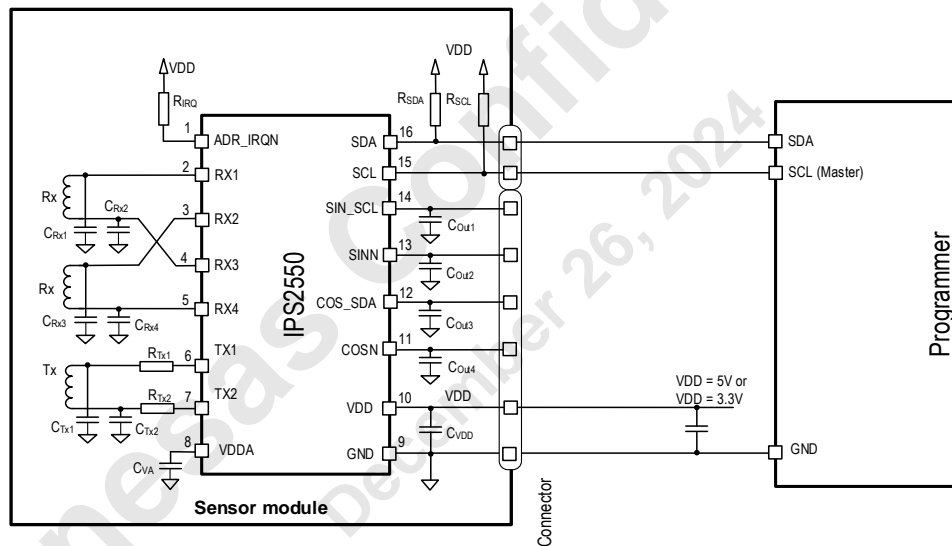 VDD
VDD
RIRQ
RSDA
RSCL
1
ADR_IRQN
SDA
16
SDA
2
RX1
SCL
15
SCL (Master)
Rx
CRx1
CRx2
3
RX2
SIN_SCL
14
COut1
4
RX3
SINN
13
COut2
Rx
CRx3
CRx4
5
RX4
COS_SDA
12
COut3
IPS2550
Tx
RTx1
TX1
6
COSN
11
COut4
RTx2
TX2
7
VDD
10
VDD
VDD = 5V or
VDD = 3.3V
CTx1
CTx2
CVDD
8
VDDA
GND
9
GND
CVA
Sensor module
Connector
Programmer
nesas Confid
December 26, 2024